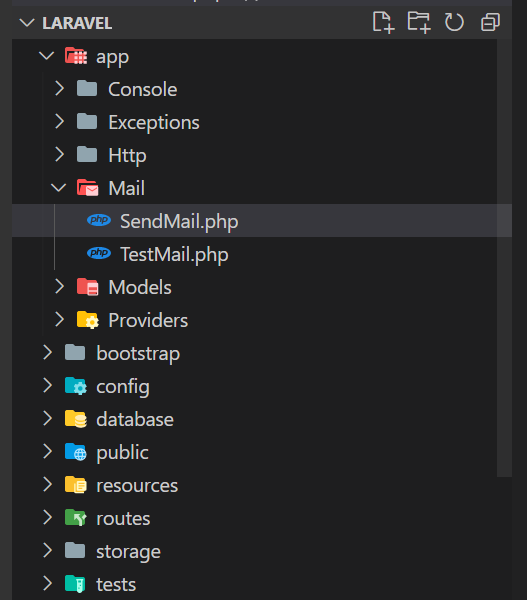 LARAVEL
app
Console
Exceptions
Http
Mail
php SendMail.php
php TestMail.php
Models
Providers
bootstrap
config
database
public
resources
routes
storage
tests